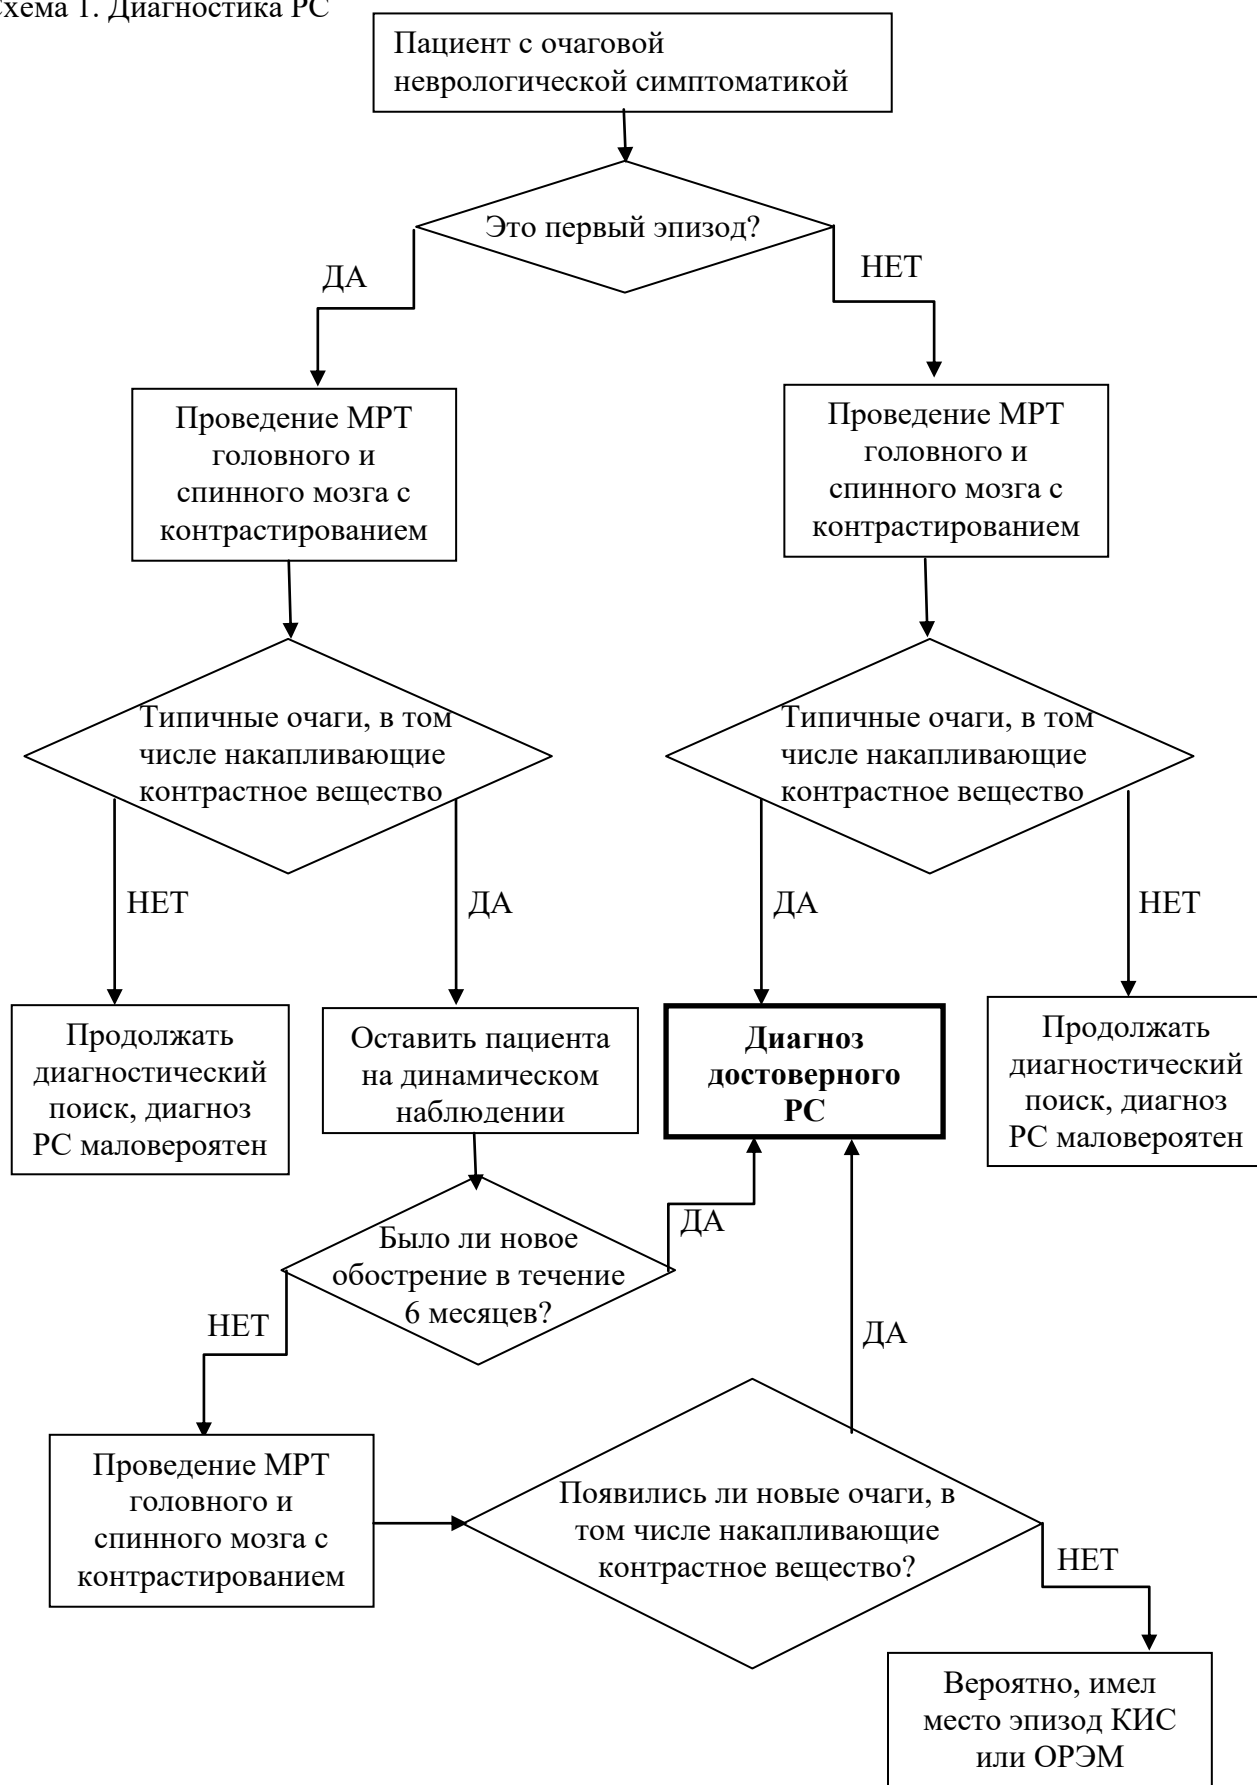 Схема 1. Диагностика РС
Пациент с очаговой
неврологической симптоматикой
Это первый эпизод?
ДА
НЕТ
Проведение МРТ
головного и
спинного мозга с
контрастированием
Проведение МРТ
головного и
спинного мозга с
контрастированием
Типичные очаги, в том
числе накапливающие
контрастное вещество
Типичные очаги, в том
числе накапливающие
контрастное вещество
НЕТ
ДА
ДА
НЕТ
Продолжать
диагностический
поиск, диагноз
РС маловероятен
Оставить пациента
на динамическом
наблюдении
Диагноз
достоверного
РС
Продолжать
диагностический
поиск, диагноз
РС маловероятен
Было ли новое
обострение в течение
6 месяцев?
ДА
НЕТ
ДА
Проведение МРТ
головного и
спинного мозга с
контрастированием
Появились ли новые очаги, в
том числе накапливающие
контрастное вещество?
НЕТ
Вероятно, имел
место эпизод КИС
или ОРЭМ